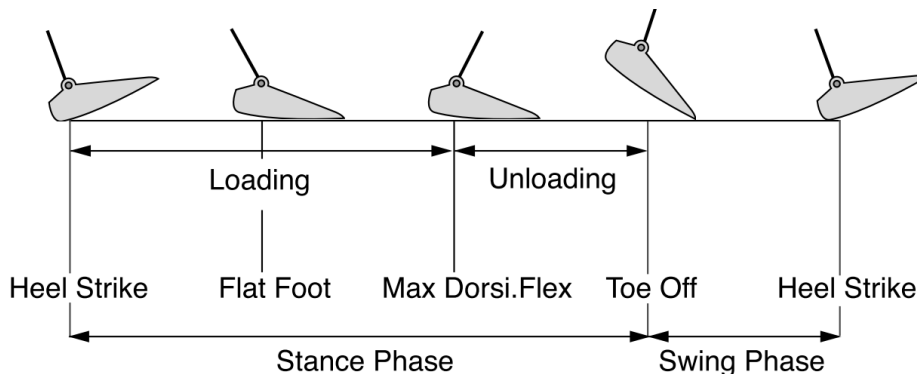 Loading
Unloading
Heel Strike
Flat Foot
Max Dorsi.Flex
Toe Off
Heel Strike
Stance Phase
Swing Phase